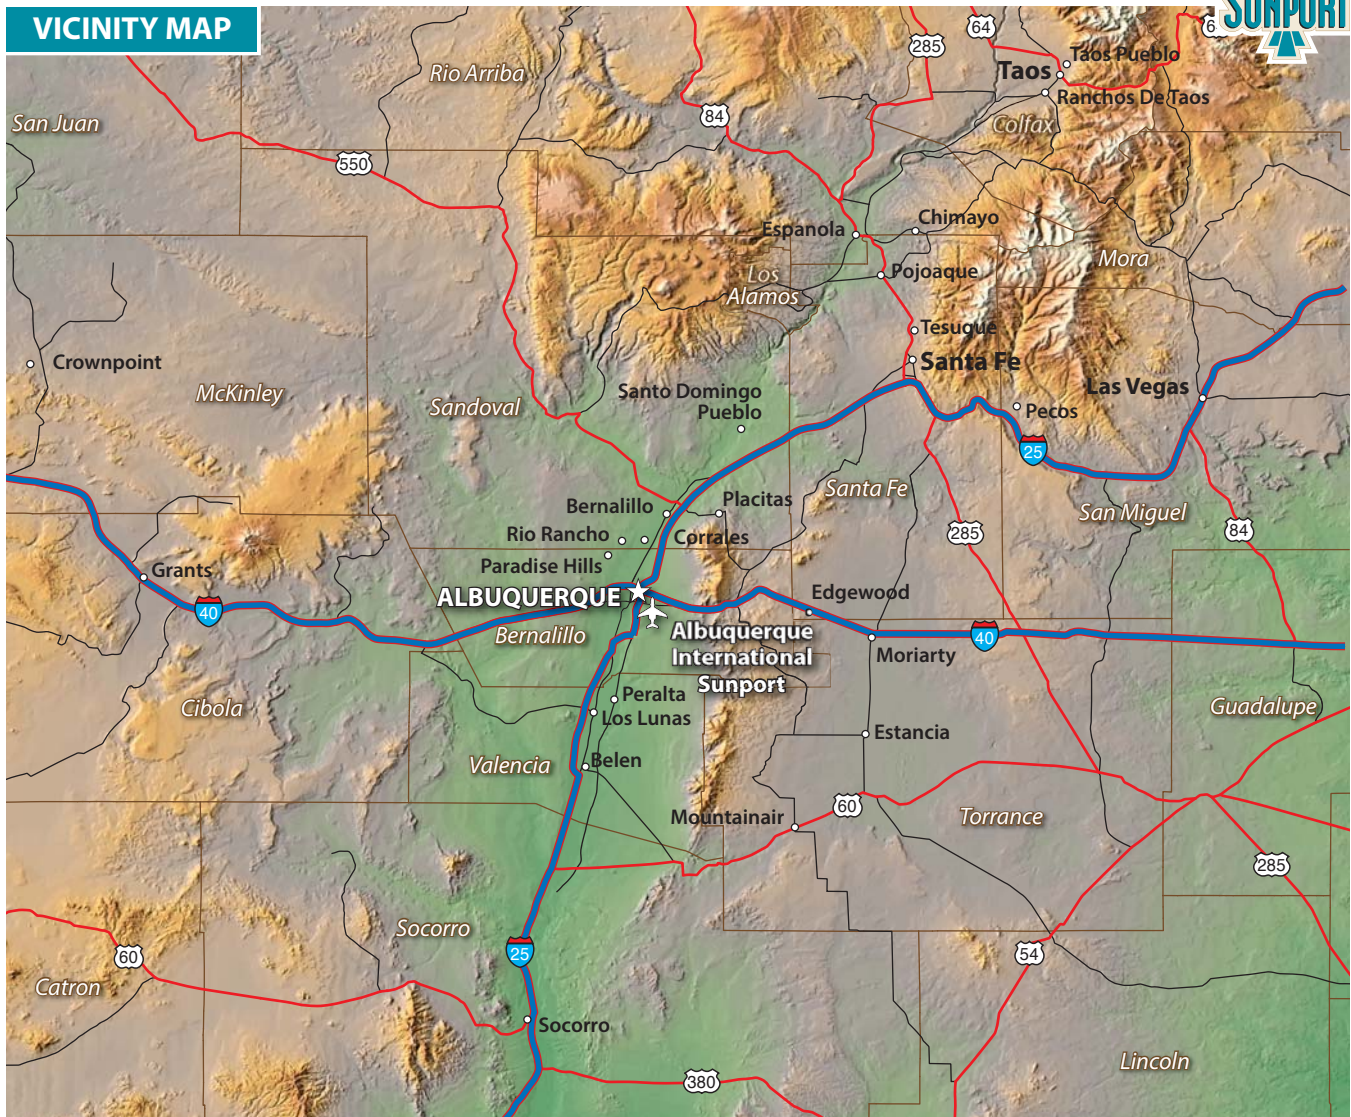 VICINITY MAP
SUNPORT
64
285
Taos Pueblo
Taos
Rio Arriba
Ranchos De Taos
84
San Juan
Colfax
550
Chimayo
Espanola
Mora
Pojoaque
Los
Alamos
Tesuque
Santa Fe
Crownpoint
Las Vegas
McKinley
Santo Domingo
Pueblo
Sandoval
Pecos
25
Santa Fe
Placitas
Bernalillo
San Miguel
Rio Rancho
Corrales
285
84
Paradise Hills
Grants
ALBUQUERQUE
Edgewood
40
Bernalillo
Albuquerque
International
Sunport
40
Moriarty
Peralta
Cibola
Los Lunas
Guadalupe
Estancia
Valencia
Belen
60
Mountainair
Torrance
285
Socorro
60
25
54
Catron
Socorro
Lincoln
380